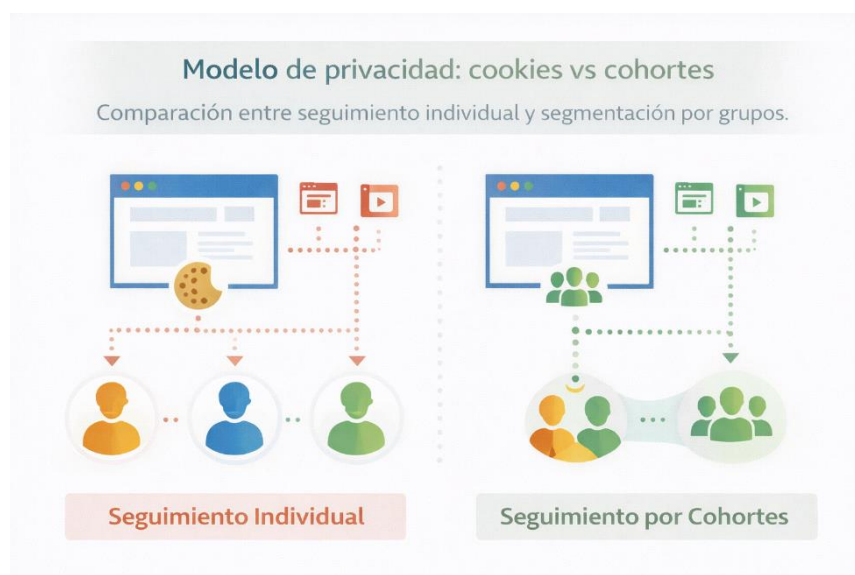 Modelo de privacidad: cookies vs cohortes
Comparación entre seguimiento individual y segmentación por grupos.
Seguimiento Individual
Seguimiento por Cohortes